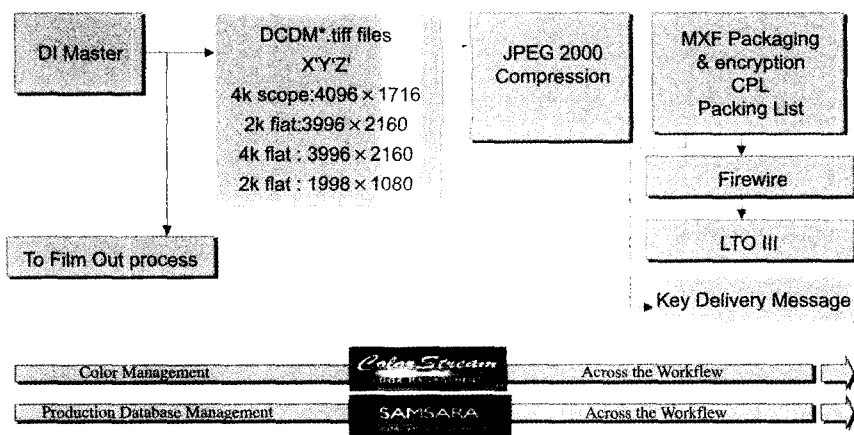 DI Master
DCDM*.tiff files
X'Y'Z'
4k scope:4096×1716
2k fiat:3996×2160
4k flat : 3996×2160
2k flat : 1998×1080
JPEG 2000
Compression
MXF Packaging
& encryption
CPL
Packing List
Firewire
LTO III
To Film Out process
Key Delivery Message
Color Management
Color Stream
Across the Workflew
Production Database Management
SAMSARA
Across the Workflew